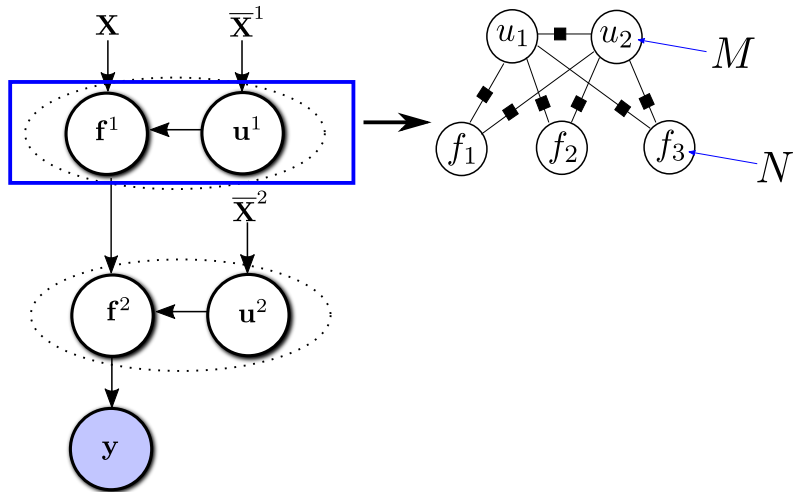 X X̅¹
f¹ u¹
u₁ u₂ M
f₁ f₂ f₃ N
X̅²
f² u²
y